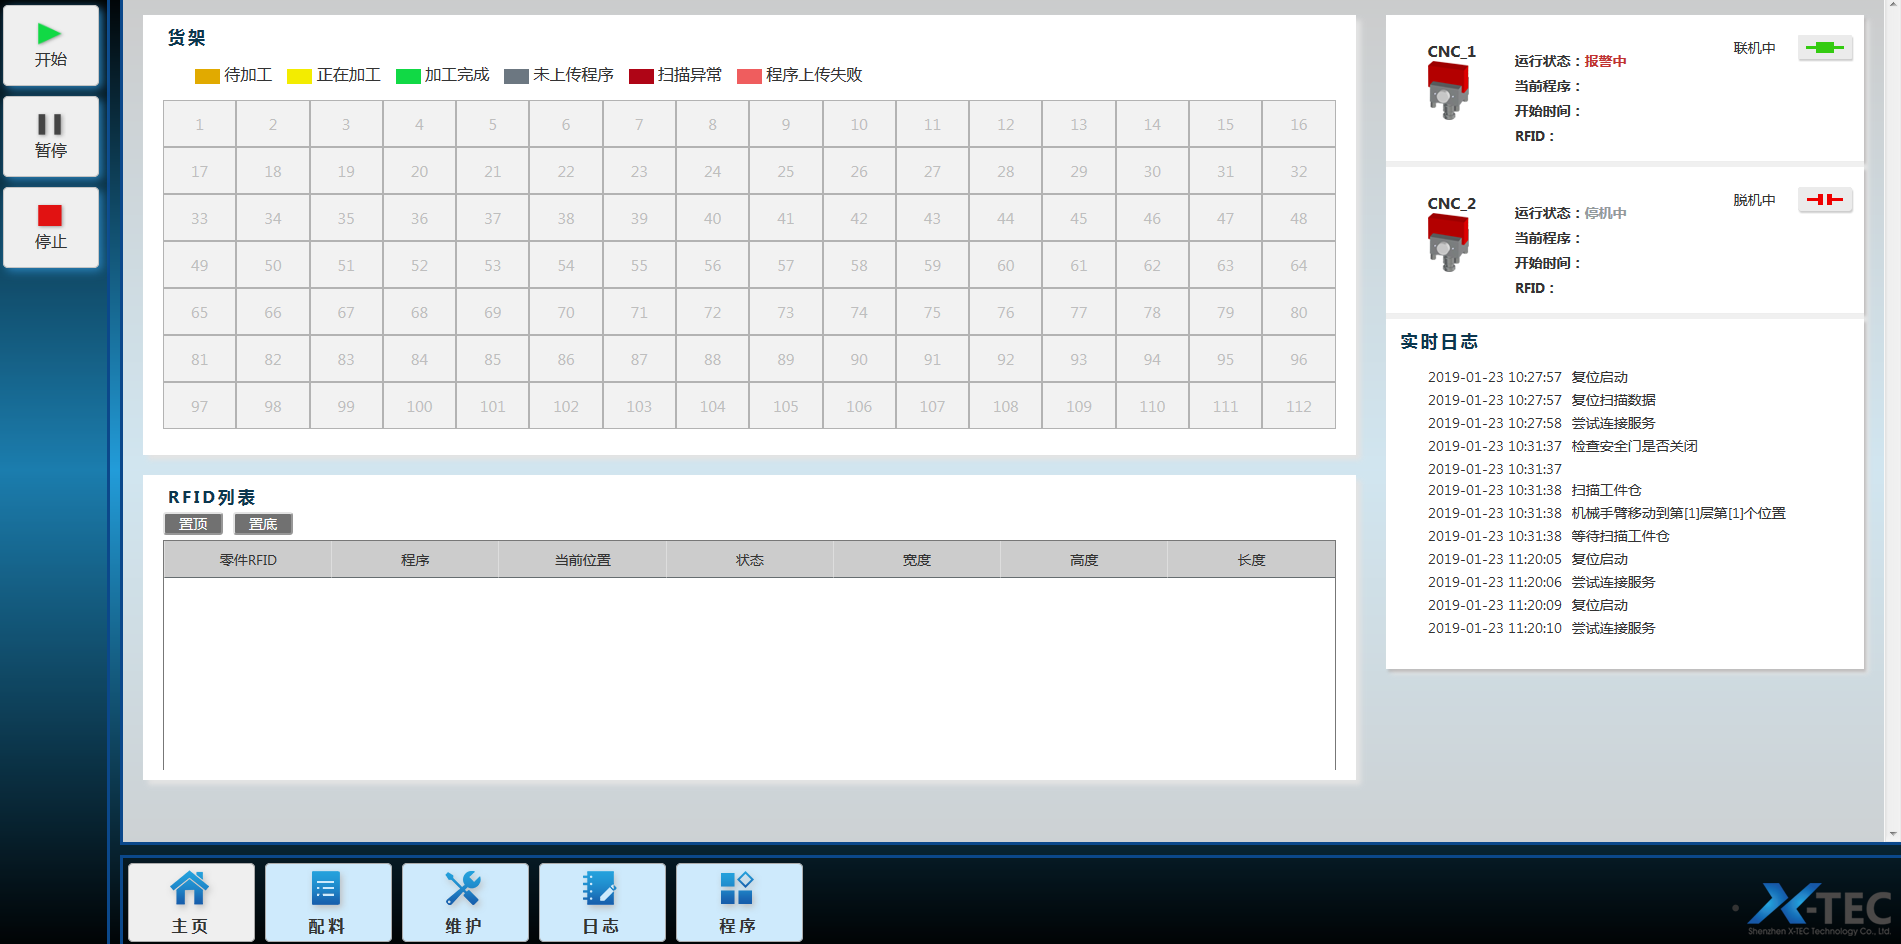 开始
暂停
停止
货架
待加工 正在加工 加工完成 未上传程序 扫描异常 程序上传失败
1 2 3 4 5 6 7 8 9 10 11 12 13 14 15 16
17 18 19 20 21 22 23 24 25 26 27 28 29 30 31 32
33 34 35 36 37 38 39 40 41 42 43 44 45 46 47 48
49 50 51 52 53 54 55 56 57 58 59 60 61 62 63 64
65 66 67 68 69 70 71 72 73 74 75 76 77 78 79 80
81 82 83 84 85 86 87 88 89 90 91 92 93 94 95 96
97 98 99 100 101 102 103 104 105 106 107 108 109 110 111 112
RFID列表
置顶 置底
零件RFID 程序 当前位置 状态 宽度 高度 长度
CNC_1
联机中
运行状态：报警中
当前程序：
开始时间：
RFID：
CNC_2
脱机中
运行状态：停机中
当前程序：
开始时间：
RFID：
实时日志
2019-01-23 10:27:57 复位启动
2019-01-23 10:27:57 复位扫描数据
2019-01-23 10:27:58 尝试连接服务
2019-01-23 10:31:37 检查安全门是否关闭
2019-01-23 10:31:37
2019-01-23 10:31:38 扫描工件仓
2019-01-23 10:31:38 机械手臂移动到第[1]层第[1]个位置
2019-01-23 10:31:38 等待扫描工件仓
2019-01-23 11:20:05 复位启动
2019-01-23 11:20:06 尝试连接服务
2019-01-23 11:20:09 复位启动
2019-01-23 11:20:10 尝试连接服务
主页 配料 维护 日志 程序
X-TEC
Shenzhen X-TEC Technology Co., Ltd.